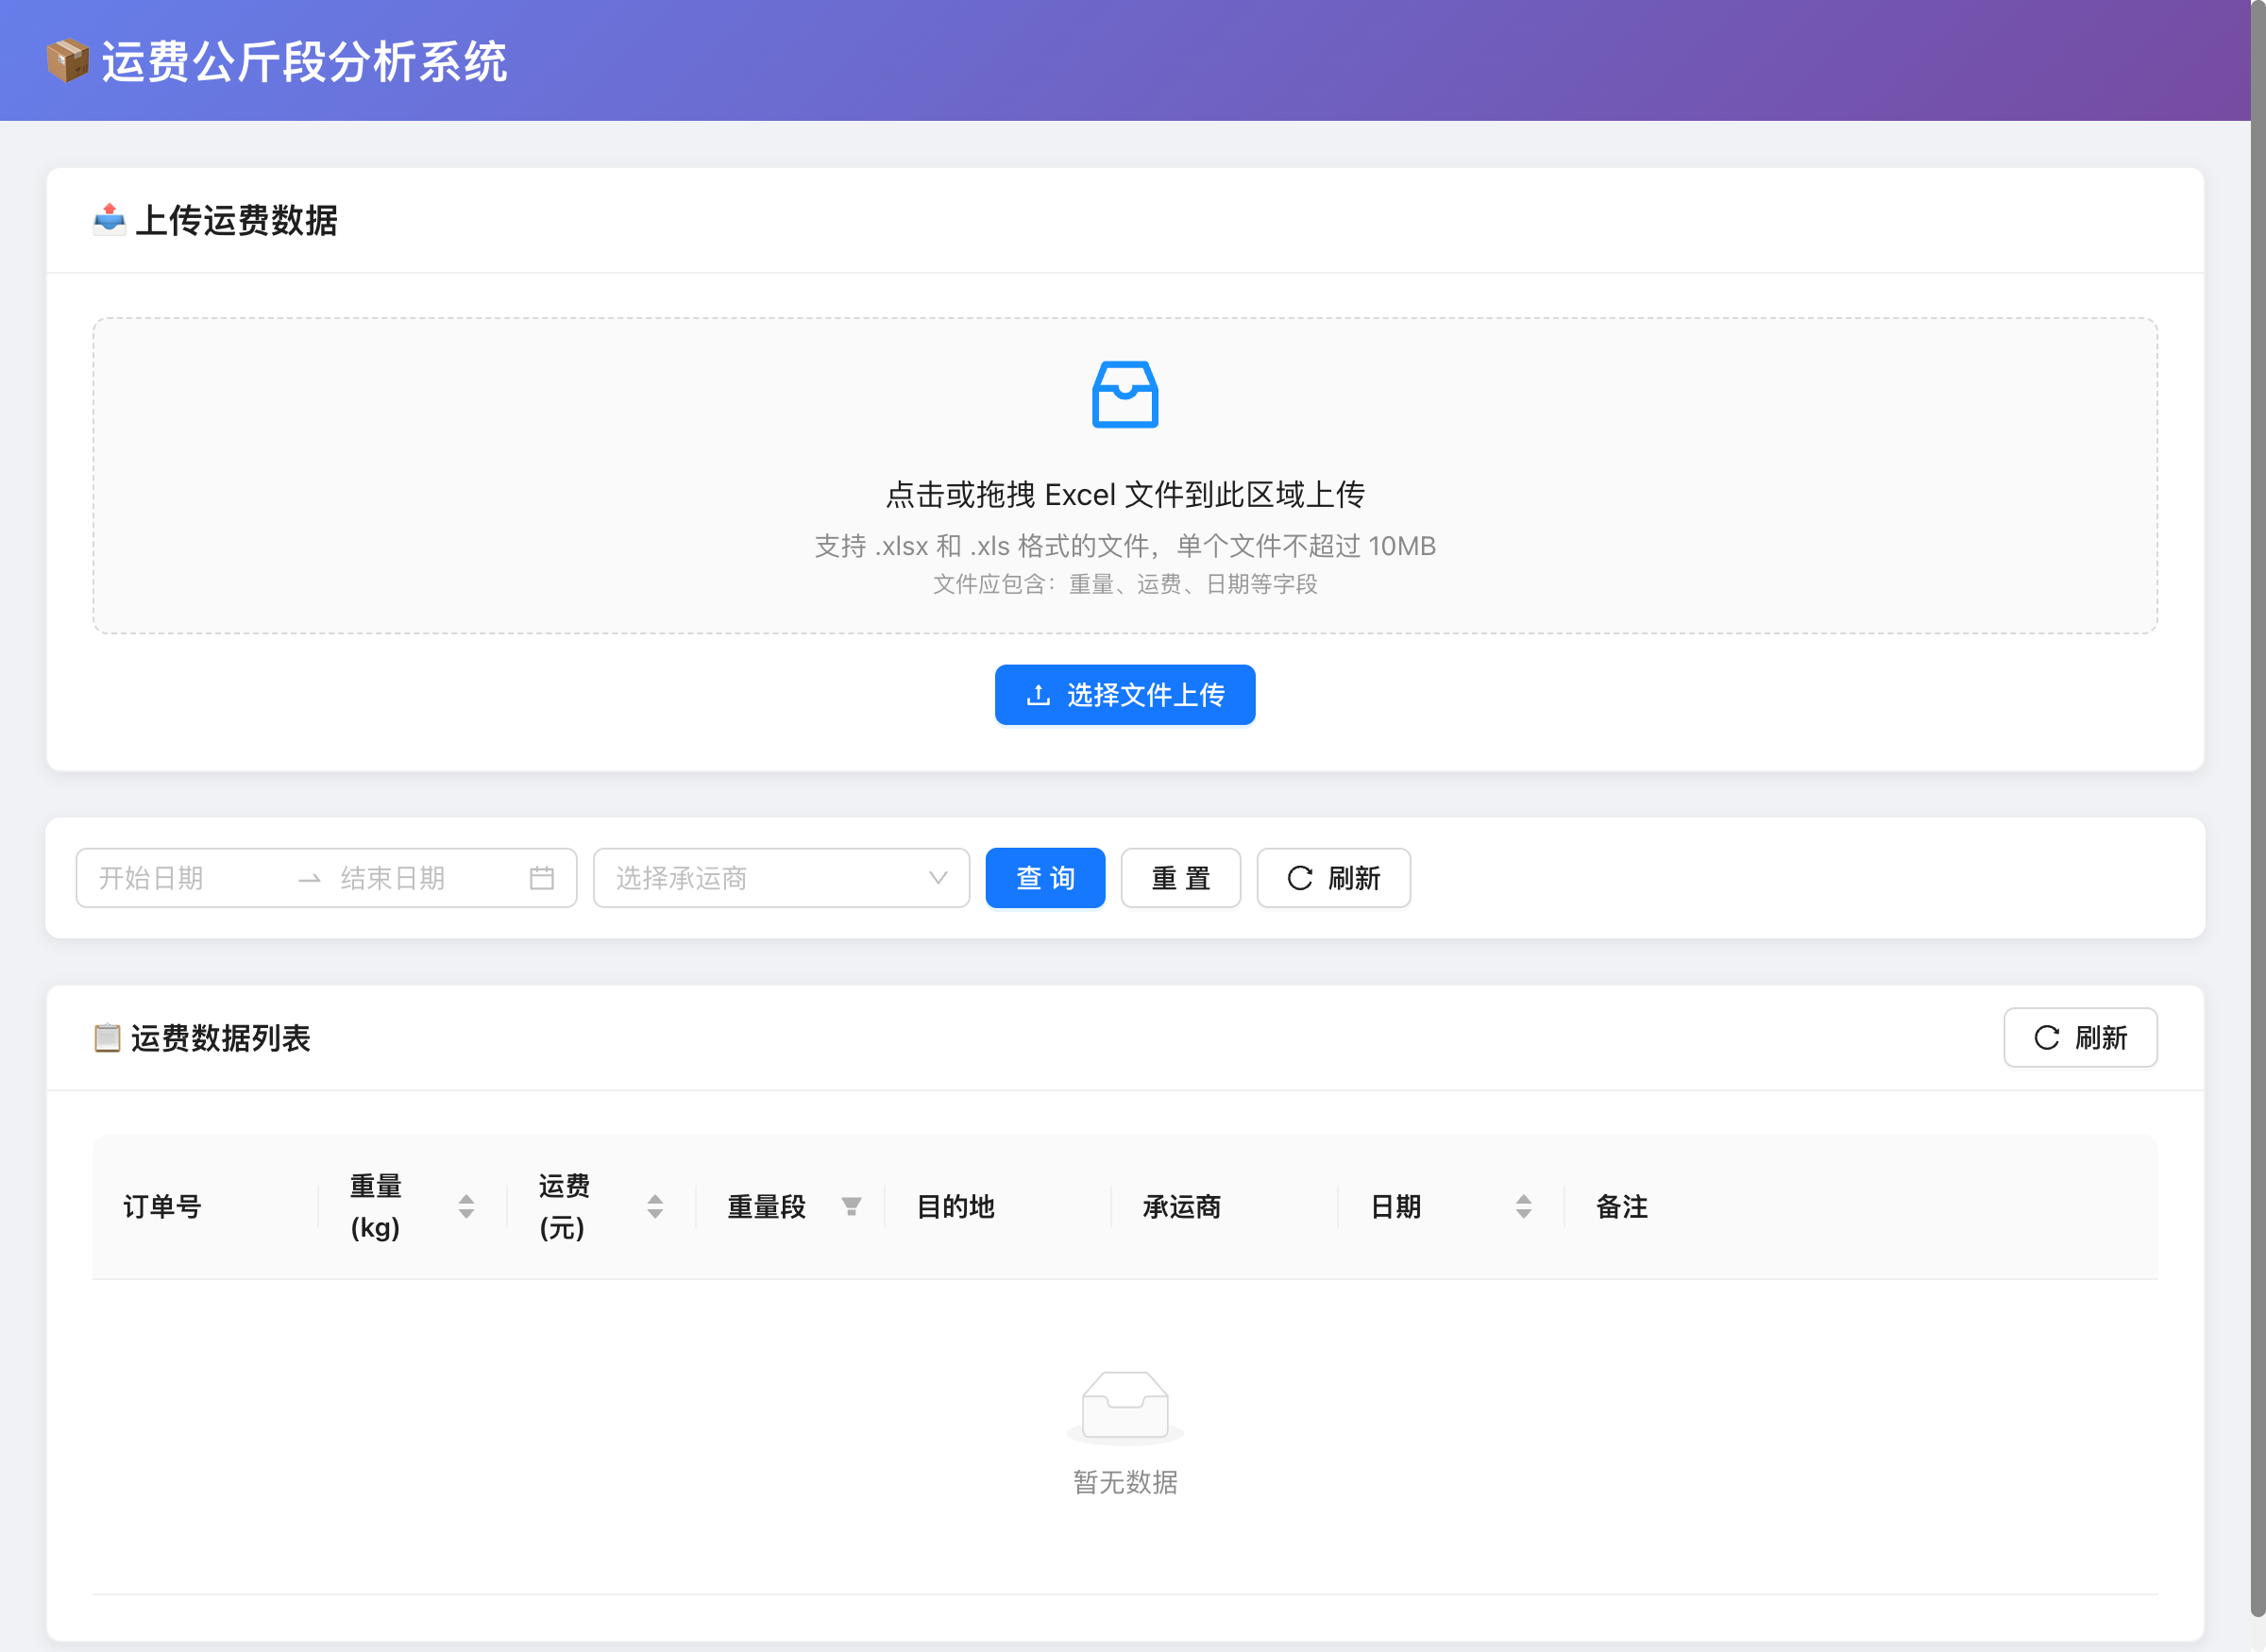 运费公斤段分析系统
上传运费数据
点击或拖拽 Excel 文件到此区域上传
支持 .xlsx 和 .xls 格式的文件，单个文件不超过 10MB
文件应包含：重量、运费、日期等字段
选择文件上传
开始日期 结束日期 选择承运商 查 询 重 置 刷新
运费数据列表 刷新
订单号 重量 (kg) 运费 (元) 重量段 目的地 承运商 日期 备注
暂无数据